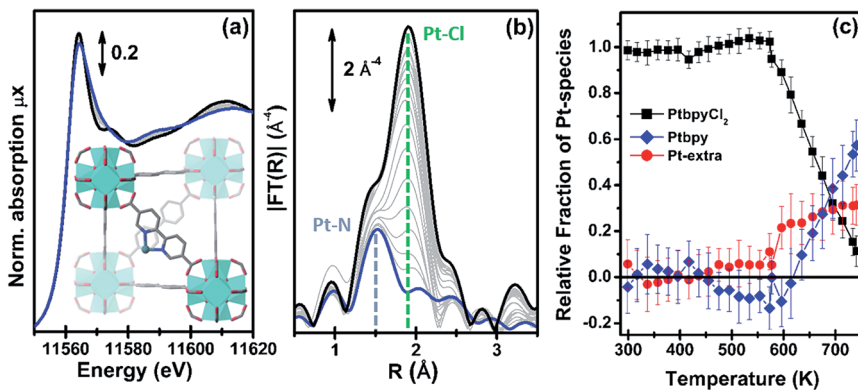 (a)
0.2
Norm. absorption μx
11560 11580 11600 11620
Energy (eV)
(b)
Pt-Cl
2 Å⁻⁴
Pt-N
|FT(R)| (Å⁻⁴)
1 2 3
R (Å)
(c)
1.0
0.8
0.6
0.4
0.2
0.0
-0.2
PtbpyCl₂
Ptbpy
Pt-extra
Relative Fraction of Pt-species
300 400 500 600 700
Temperature (K)